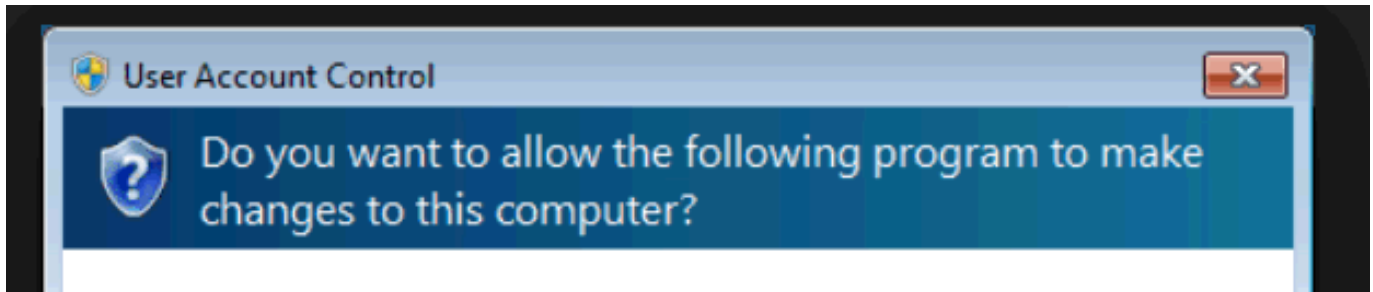 User Account Control
Do you want to allow the following program to make
changes to this computer?